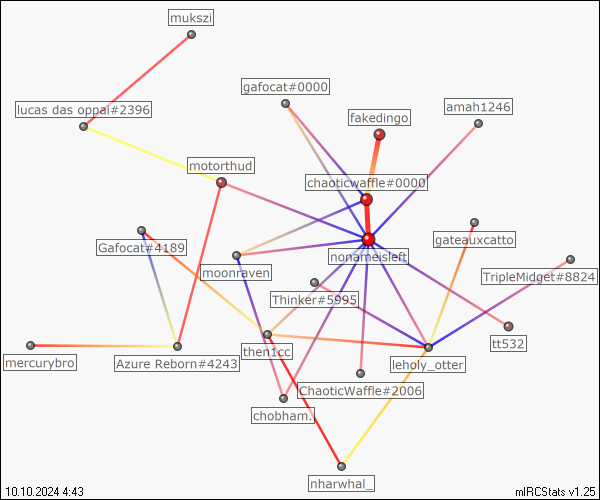 mukszi
gafocat#0000
lucas das oppai#2396
amah1246
fakedingo
motorthud
chaoticwaffle#0000
gateauxcatto
Gafocat#4189
nonameisleft
moonraven
TripleMidget#8824
Thinker#5995
tt532
then1cc
mercurybro
Azure Reborn#4243
leholy_otter
ChaoticWaffle#2006
chobham.
nharwhal_
10.10.2024 4:43
mIRCStats v1.25